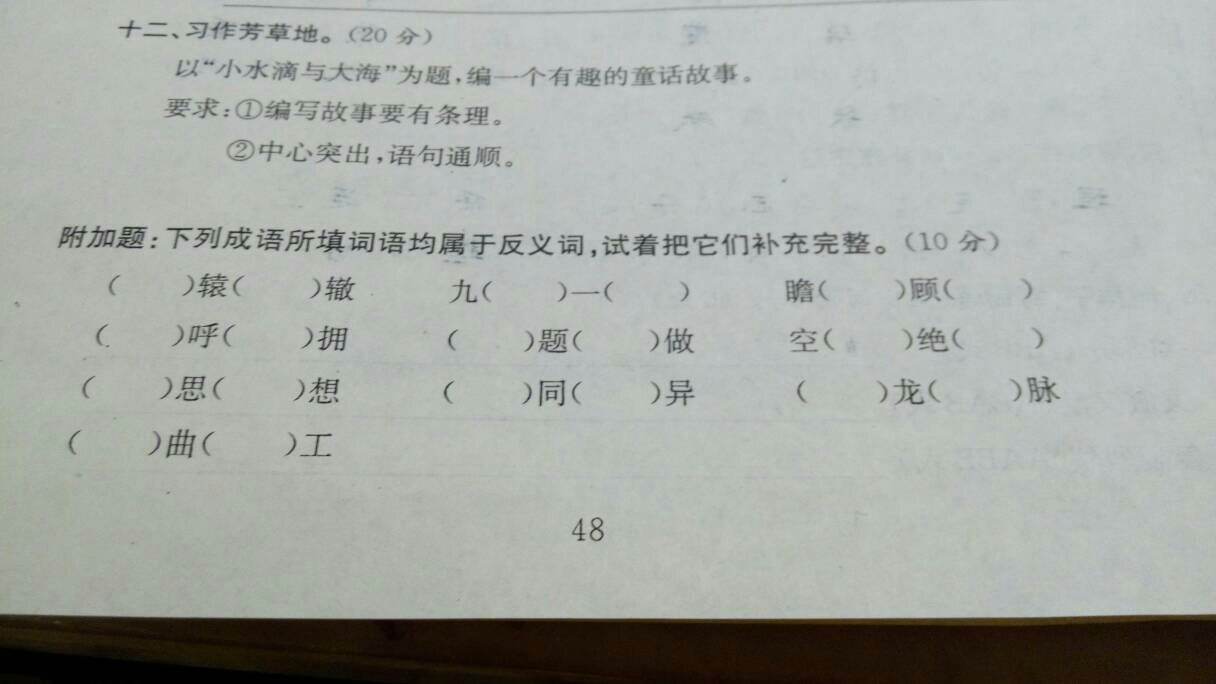 十二、习作芳草地。(20 分)
以“小水滴与大海”为题,编一个有趣的童话故事。
要求:①编写故事要有条理。
②中心突出,语句通顺。
附加题:下列成语所填词语均属于反义词,试着把它们补充完整。(10 分)
( )辕( )辙 九( )一( ) 瞻( )顾( )
( )呼( )拥 ( )题( )做 空( )绝( )
( )思( )想 ( )同( )异 ( )龙( )脉
( )曲( )工
48